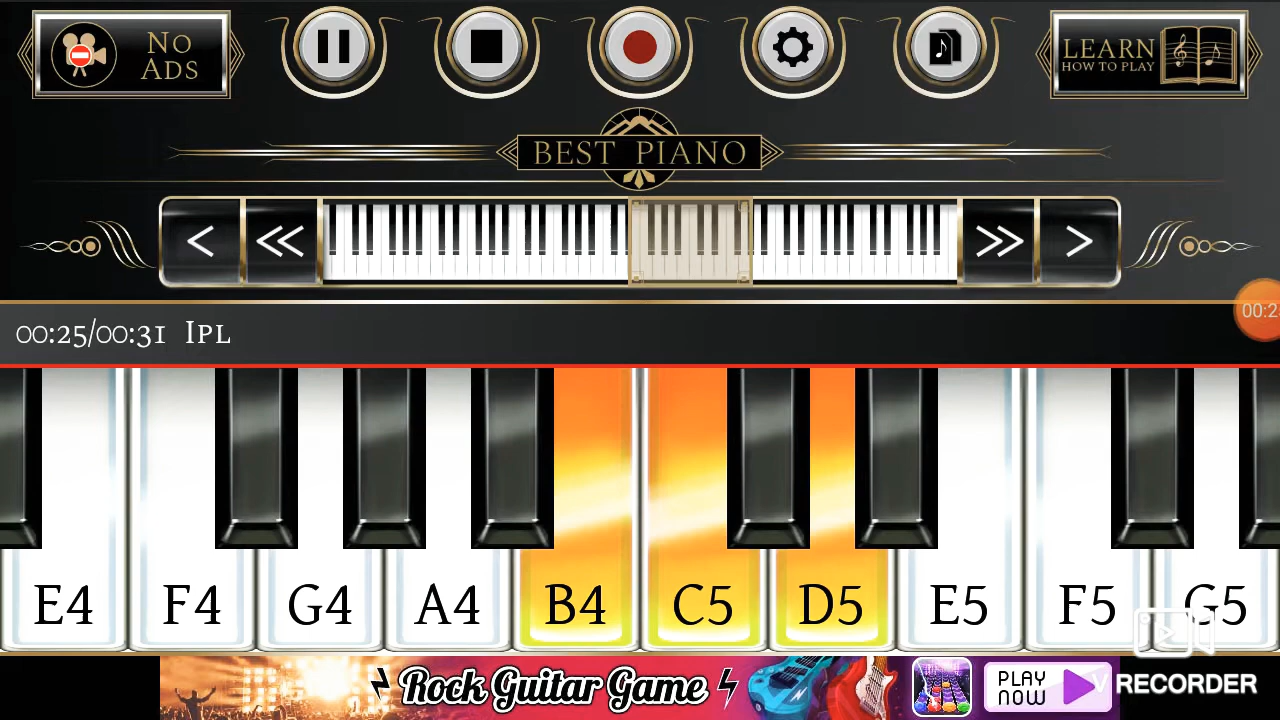 NO
ADS
LEARN
HOW TO PLAY
BEST PIANO
00:25/00:31 IPL
E4 F4 G4 A4 B4 C5 D5 E5 F5 G5
Rock Guitar Game
PLAY
NOW
RECORDER